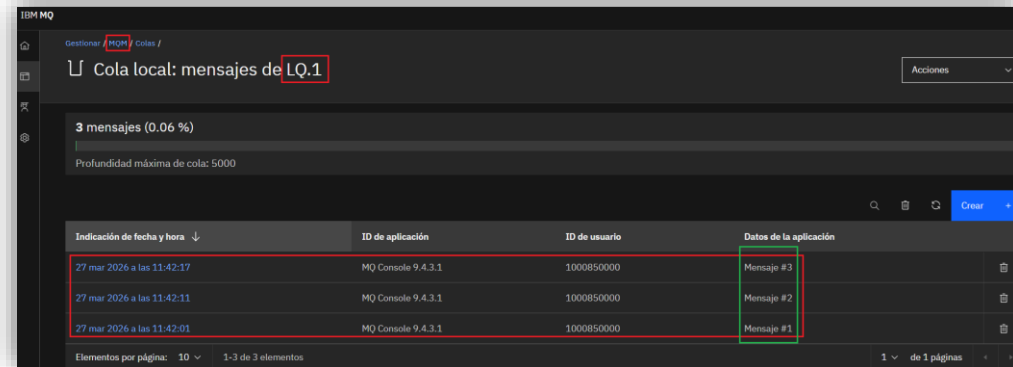 IBM MQ
Gestionar / MQM / Colas /
Cola local: mensajes de LQ.1
Acciones
3 mensajes (0.06 %)
Profundidad máxima de cola: 5000
Crear +
Indicación de fecha y hora ↓ ID de aplicación ID de usuario Datos de la aplicación
27 mar 2026 a las 11:42:17 MQ Console 9.4.3.1 1000850000 Mensaje #3
27 mar 2026 a las 11:42:11 MQ Console 9.4.3.1 1000850000 Mensaje #2
27 mar 2026 a las 11:42:01 MQ Console 9.4.3.1 1000850000 Mensaje #1
Elementos por página: 10 1-3 de 3 elementos 1 de 1 páginas